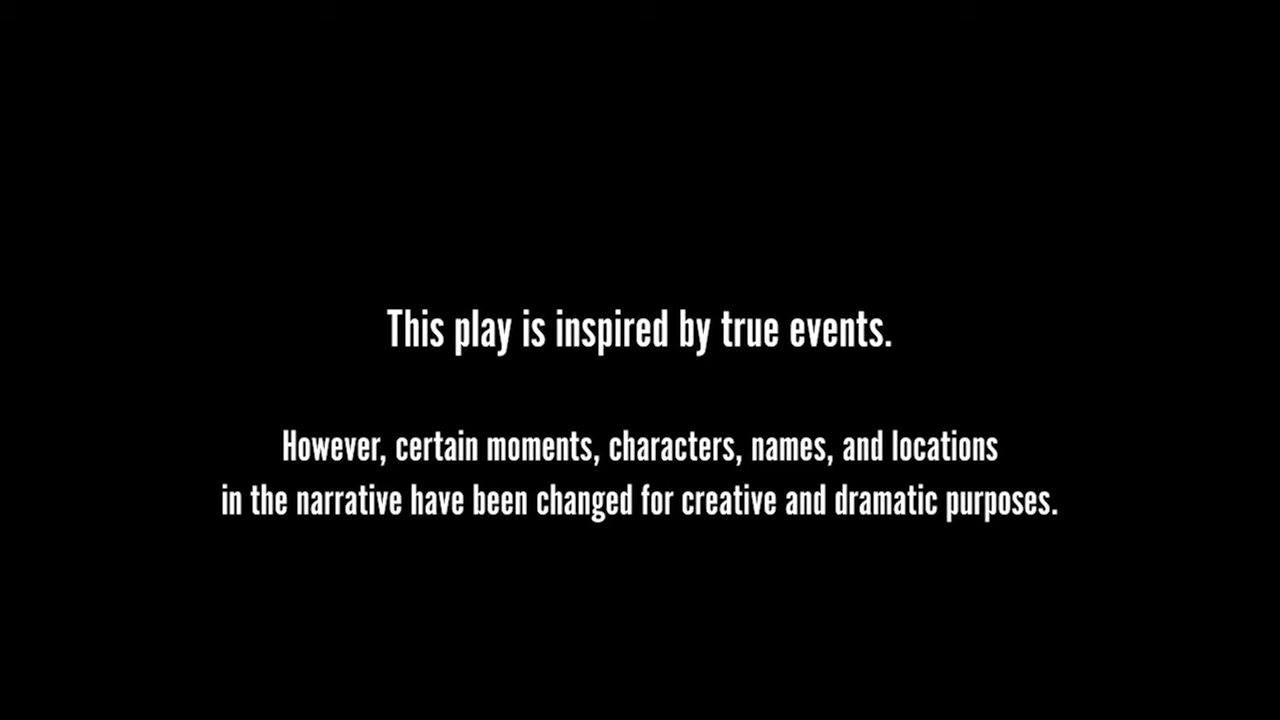 This play is inspired by true events.
However, certain moments, characters, names, and locations
in the narrative have been changed for creative and dramatic purposes.